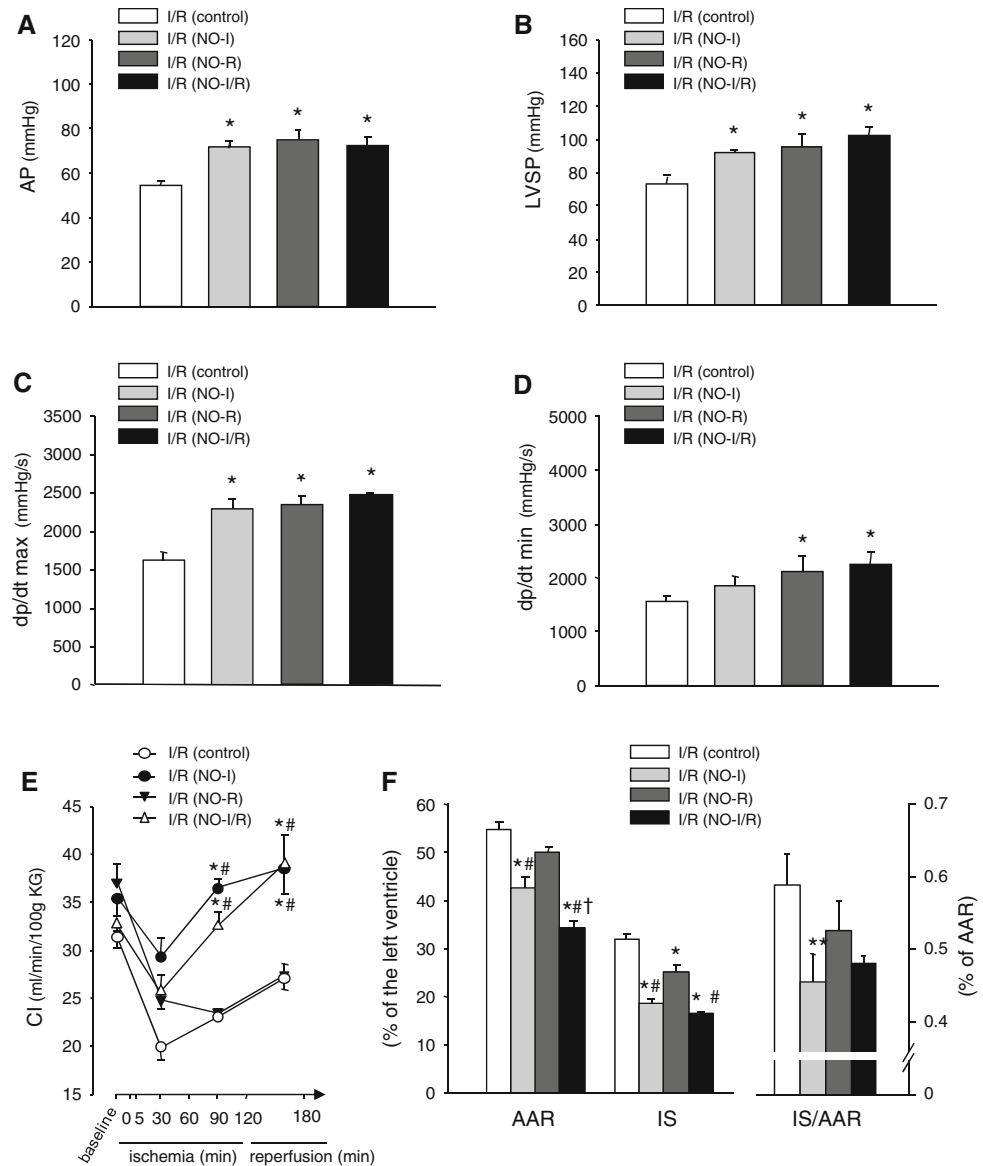 A
I/R (control)
I/R (NO-I)
I/R (NO-R)
I/R (NO-I/R)
AP (mmHg)
120
100
80
60
40
20
0
*
*
*
B
I/R (control)
I/R (NO-I)
I/R (NO-R)
I/R (NO-I/R)
LVSP (mmHg)
160
140
120
100
80
60
40
20
0
*
*
*
C
I/R (control)
I/R (NO-I)
I/R (NO-R)
I/R (NO-I/R)
dp/dt max (mmHg/s)
3500
3000
2500
2000
1500
1000
500
0
*
*
*
D
I/R (control)
I/R (NO-I)
I/R (NO-R)
I/R (NO-I/R)
dp/dt min (mmHg/s)
5000
4000
3000
2000
1000
0
*
*
E
I/R (control)
I/R (NO-I)
I/R (NO-R)
I/R (NO-I/R)
CI (ml/min/100g KG)
45
40
35
30
25
20
15
*#
*#
*#
*#
baseline 0 5 30 60 90 120 180
ischemia (min) reperfusion (min)
F
I/R (control)
I/R (NO-I)
I/R (NO-R)
I/R (NO-I/R)
(% of the left ventricle)
60
50
40
30
20
10
0
*#
*#†
*#
*
* #
**
AAR IS IS/AAR
0.7
0.6
0.5
0.4
0
(% of AAR)